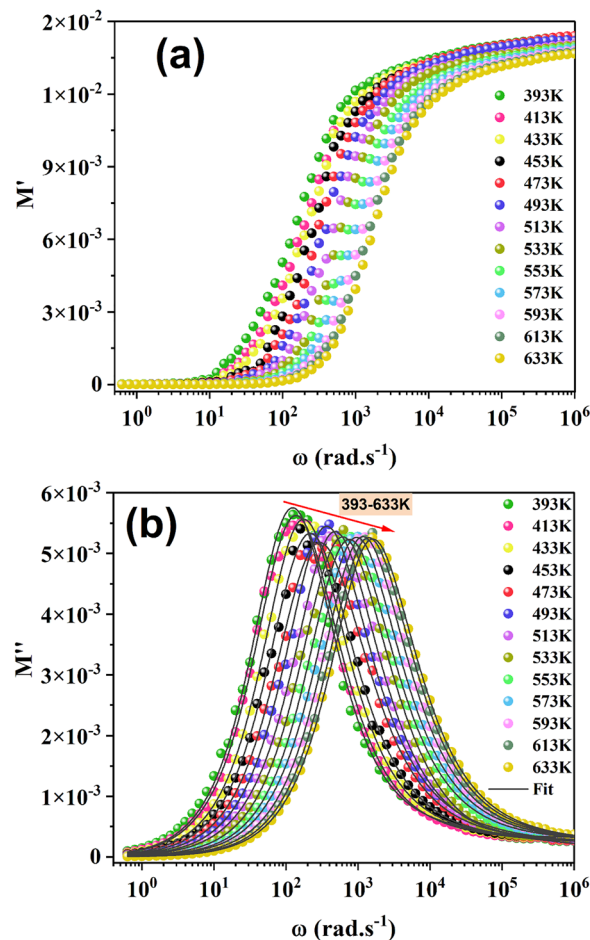 (a)
2×10⁻²
1×10⁻²
9×10⁻³
6×10⁻³
3×10⁻³
0
M'
393K
413K
433K
453K
473K
493K
513K
533K
553K
573K
593K
613K
633K
10⁰ 10¹ 10² 10³ 10⁴ 10⁵ 10⁶
ω (rad.s⁻¹)
(b)
6×10⁻³
5×10⁻³
4×10⁻³
3×10⁻³
2×10⁻³
1×10⁻³
0
M''
393-633K
393K
413K
433K
453K
473K
493K
513K
533K
553K
573K
593K
613K
633K
Fit
10⁰ 10¹ 10² 10³ 10⁴ 10⁵ 10⁶
ω (rad.s⁻¹)